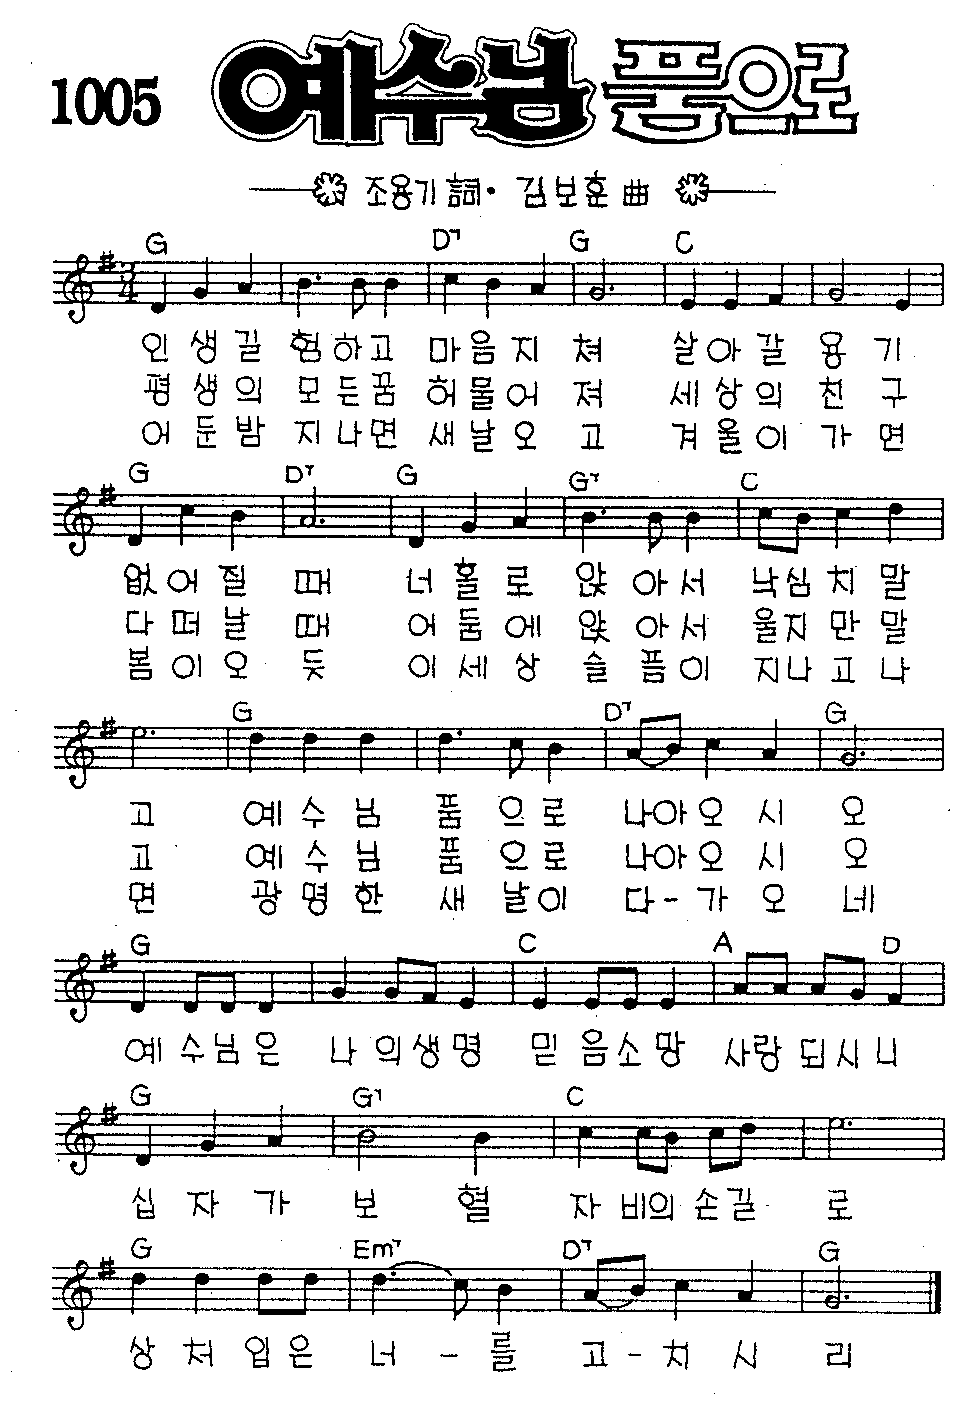 1005 예수님 품으로
조용기 詞 · 김보훈 曲
G D7 G C
인 생 길 험 하 고 마 음 지 쳐 살 아 갈 용 기
평 생 의 모 든 꿈 허 물 어 져 세 상 의 친 구
어 둔 밤 지 나 면 새 날 오 고 겨 울 이 가 면
G D7 G G7 C
없 어 질 때 너 홀 로 앉 아 서 낙 심 치 말
다 떠 날 때 어 둠 에 앉 아 서 울 지 만 말
봄 이 오 듯 이 세 상 슬 픔 이 지 나 고 나
G D7 G
고 예 수 님 품 으 로 나 아 오 시 오
고 예 수 님 품 으 로 나 아 오 시 오
면 광 명 한 새 날 이 다 - 가 오 네
G C A D
예 수 님 은 나 의 생 명 믿 음 소 망 사 랑 되 시 니
G G7 C
십 자 가 보 혈 자 비 의 손 길 로
G Em7 D7 G
상 처 입 은 너 - 를 고 - 치 시 리